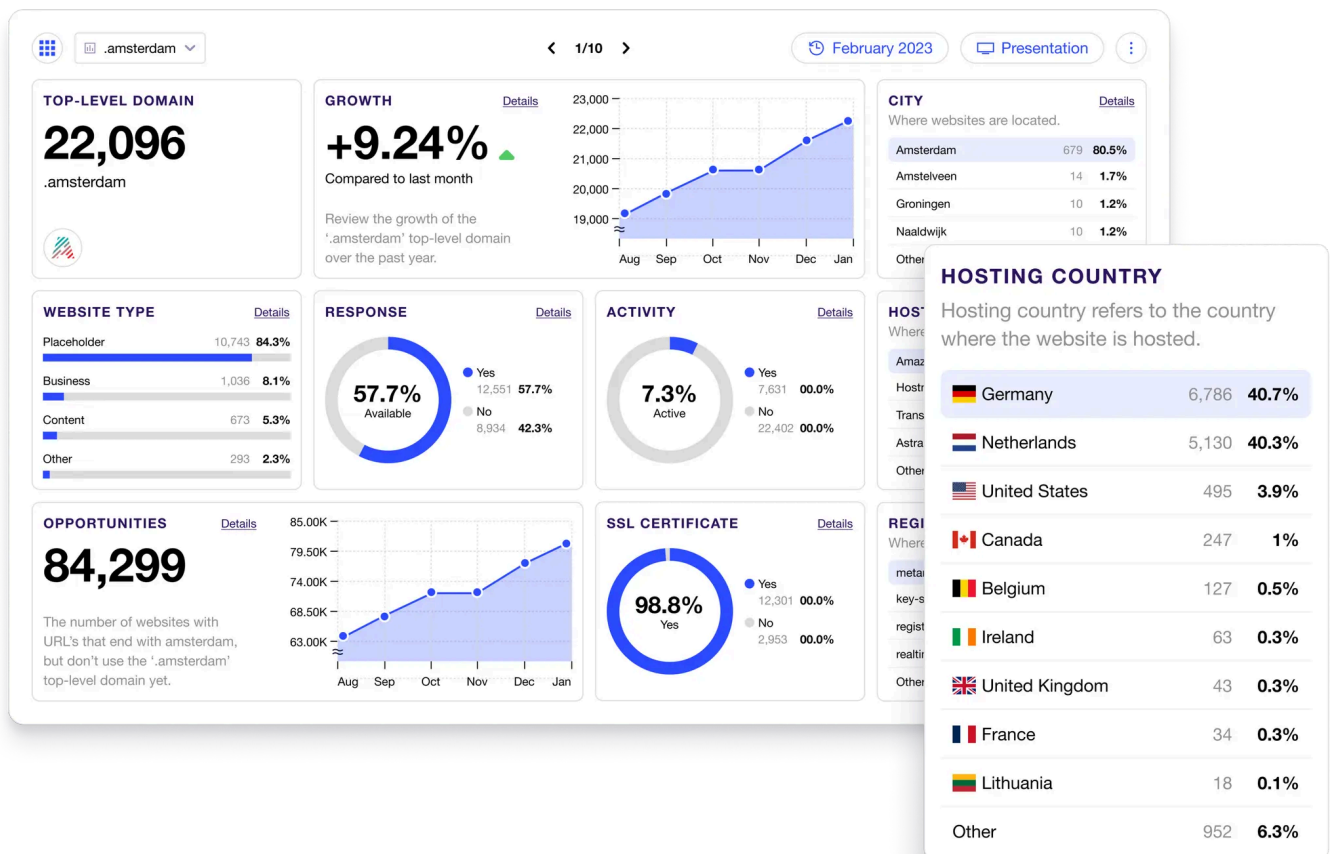 .amsterdam
1/10
February 2023
Presentation
TOP-LEVEL DOMAIN
22,096
.amsterdam
GROWTH
Details
+9.24%
Compared to last month
Review the growth of the
‘.amsterdam’ top-level domain
over the past year.
23,000
22,000
21,000
20,000
19,000
Aug Sep Oct Nov Dec Jan
CITY
Details
Where websites are located.
Amsterdam 679 80.5%
Amstelveen 14 1.7%
Groningen 10 1.2%
Naaldwijk 10 1.2%
Other
WEBSITE TYPE
Details
Placeholder 10,743 84.3%
Business 1,036 8.1%
Content 673 5.3%
Other 293 2.3%
RESPONSE
Details
57.7%
Available
Yes
12,551 57.7%
No
8,934 42.3%
ACTIVITY
Details
7.3%
Active
Yes
7,631 00.0%
No
22,402 00.0%
Where
Other
OPPORTUNITIES
Details
84,299
The number of websites with
URL's that end with amsterdam,
but don't use the ‘.amsterdam’
top-level domain yet.
85.00K
79.50K
74.00K
68.50K
63.00K
Aug Sep Oct Nov Dec Jan
SSL CERTIFICATE
Details
98.8%
Yes
Yes
12,301 00.0%
No
2,953 00.0%
Where
Other
HOSTING COUNTRY
Hosting country refers to the country
where the website is hosted.
Germany 6,786 40.7%
Netherlands 5,130 40.3%
United States 495 3.9%
Canada 247 1%
Belgium 127 0.5%
Ireland 63 0.3%
United Kingdom 43 0.3%
France 34 0.3%
Lithuania 18 0.1%
Other 952 6.3%